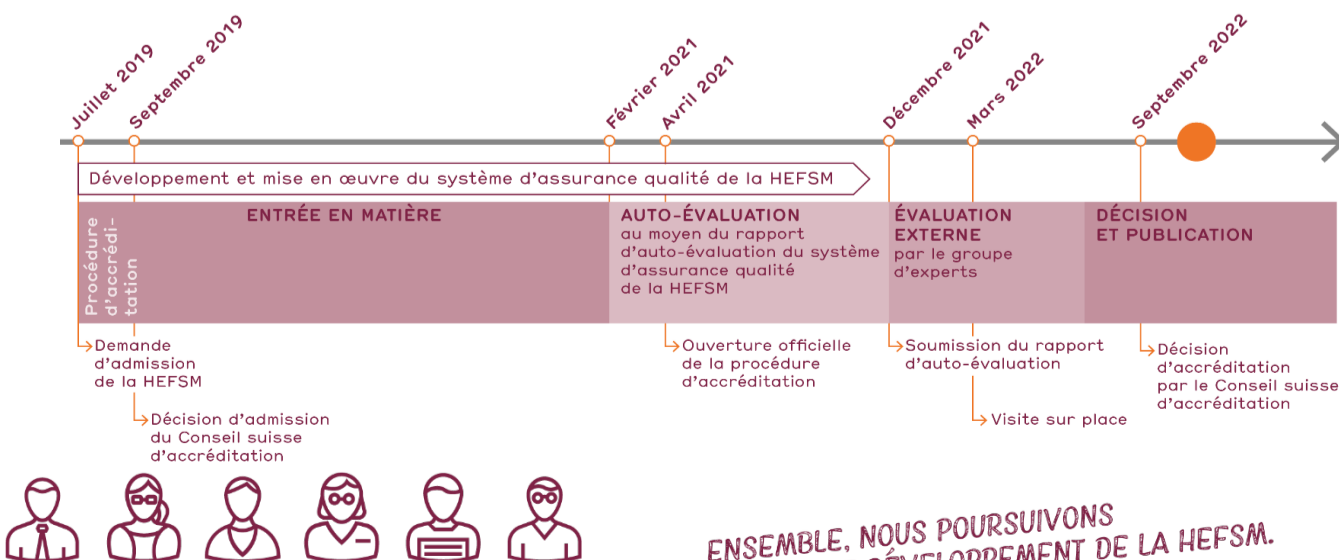 Juillet 2019
Septembre 2019
Février 2021
Avril 2021
Décembre 2021
Mars 2022
Septembre 2022
Développement et mise en œuvre du système d'assurance qualité de la HEFSM
Procédure
d'accrédi-
tation
ENTRÉE EN MATIÈRE
AUTO-ÉVALUATION
au moyen du rapport
d'auto-évaluation du système
d'assurance qualité
de la HEFSM
ÉVALUATION
EXTERNE
par le groupe
d'experts
DÉCISION
ET PUBLICATION
Demande
d'admission
de la HEFSM
Décision d'admission
du Conseil suisse
d'accréditation
Ouverture officielle
de la procédure
d'accréditation
Soumission du rapport
d'auto-évaluation
Visite sur place
Décision
d'accréditation
par le Conseil suisse
d'accréditation
ENSEMBLE, NOUS POURSUIVONS
DÉVELOPPEMENT DE LA HEFSM.